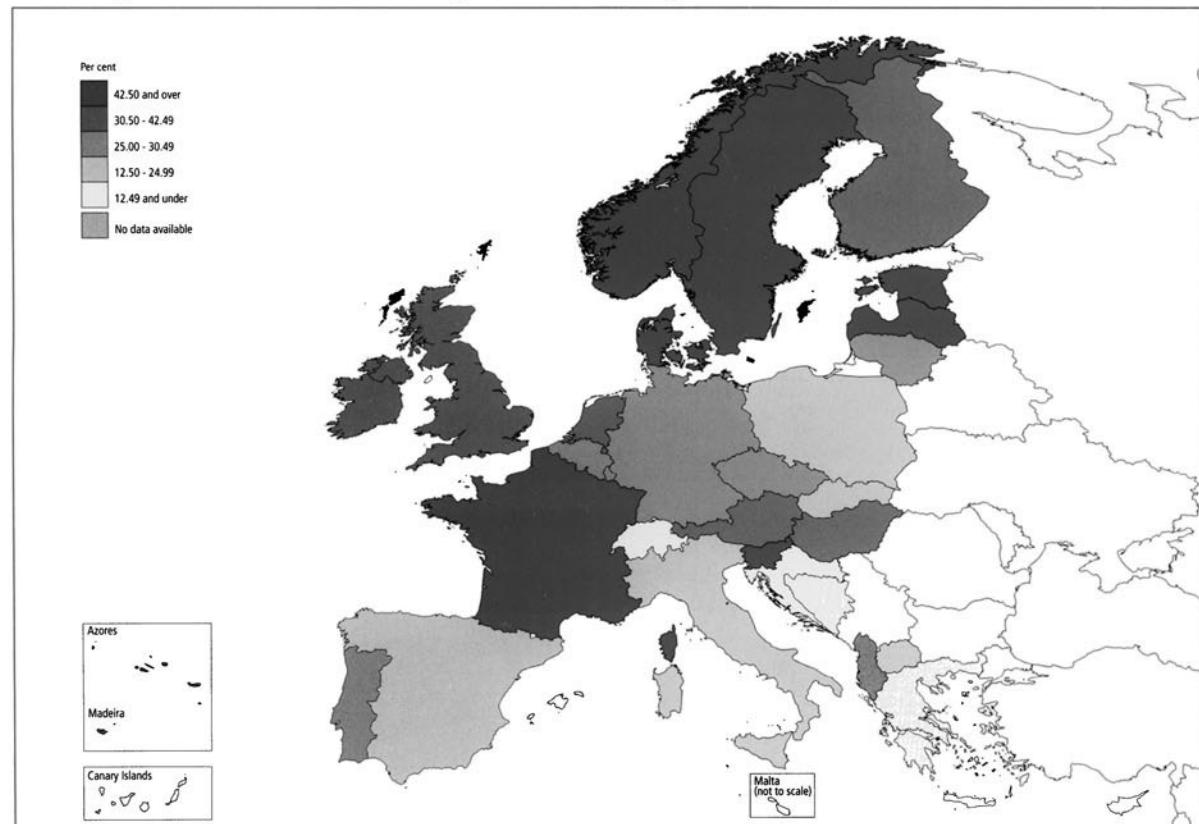 Per cent
42.50 and over
30.50 - 42.49
25.00 - 30.49
12.50 - 24.99
12.49 and under
No data available
Azores
Madeira
Canary Islands
Malta
(not to scale)